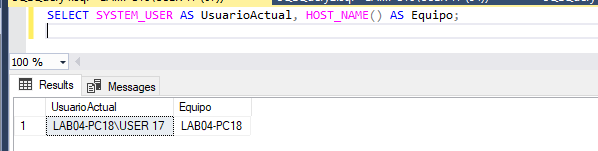 SELECT SYSTEM_USER AS UsuarioActual, HOST_NAME() AS Equipo;
100 %
Results Messages
UsuarioActual Equipo
1 LAB04-PC18\USER 17 LAB04-PC18